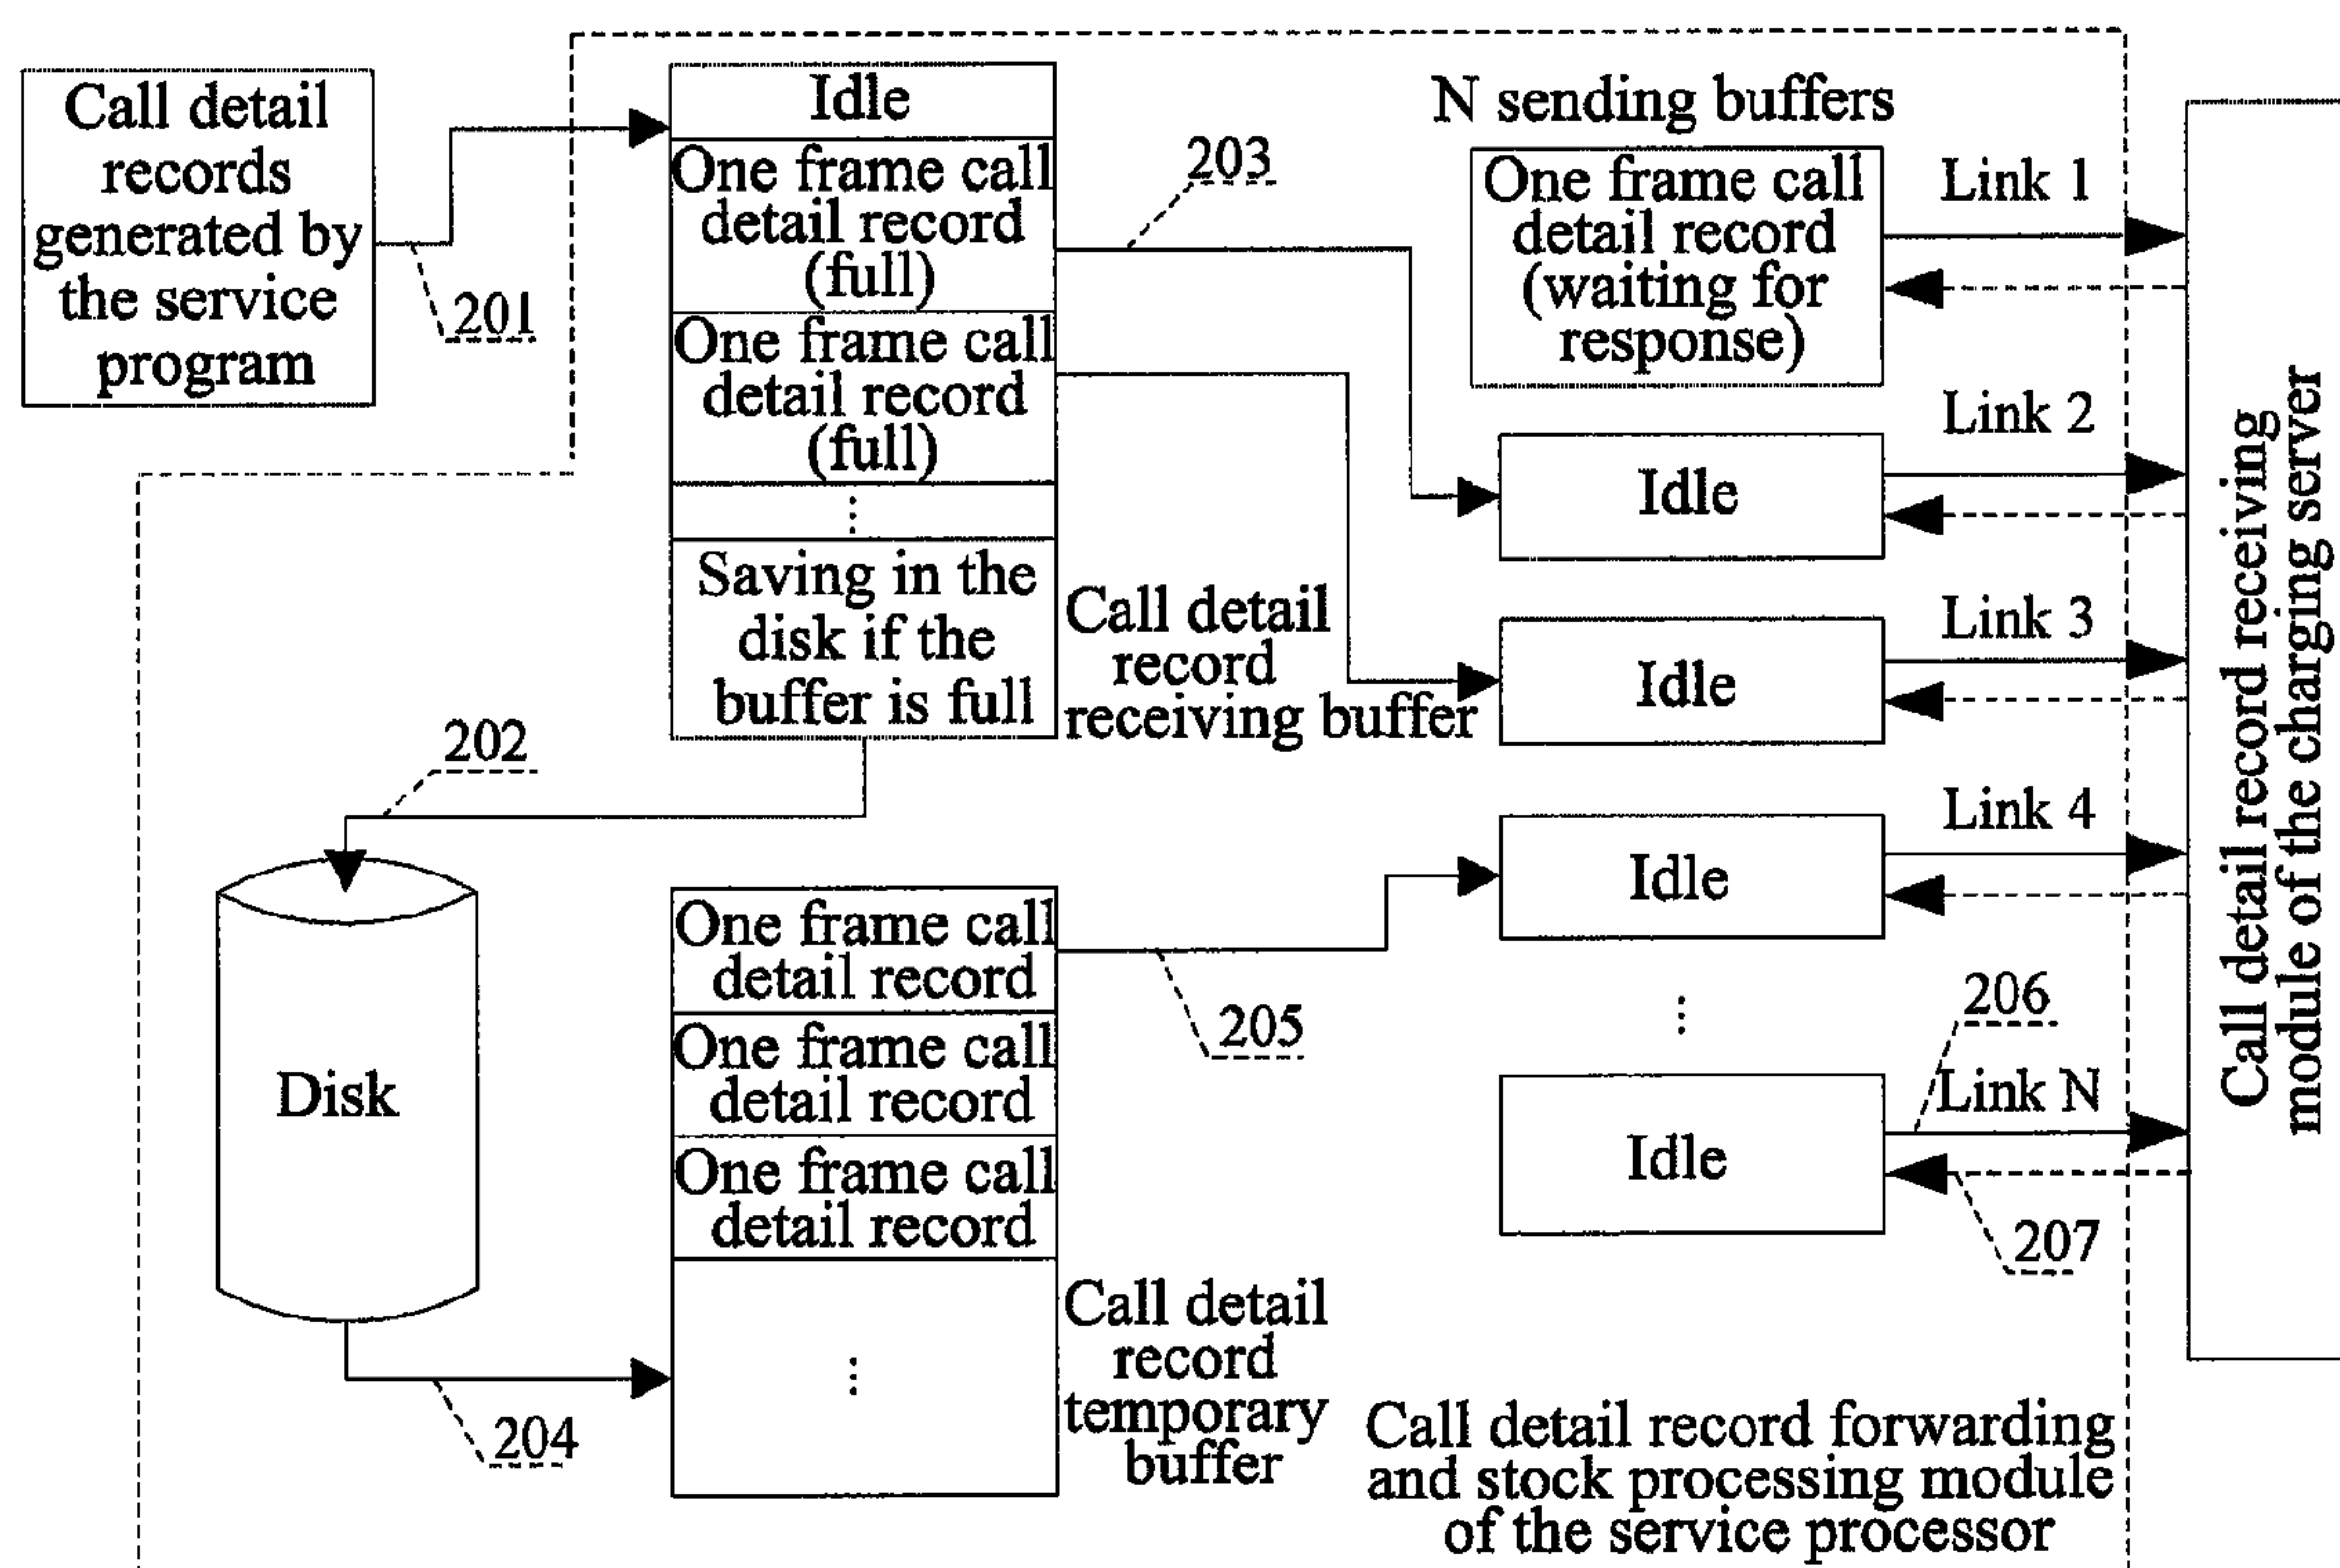 Call detail
records
generated by
the service
program
201
Idle
One frame call
detail record
(full)
One frame call
detail record
(full)
⋮
Saving in the
disk if the
buffer is full
Call detail
record
receiving buffer
203
N sending buffers
One frame call
detail record
(waiting for
response)
Link 1
Link 2
Idle
Link 3
Idle
Link 4
Idle
⋮
206
Link N
Idle
207
202
Disk
204
One frame call
detail record
One frame call
detail record
One frame call
detail record
⋮
205
Call detail
record
temporary
buffer
Call detail record forwarding
and stock processing module
of the service processor
Call detail record receiving
module of the charging server